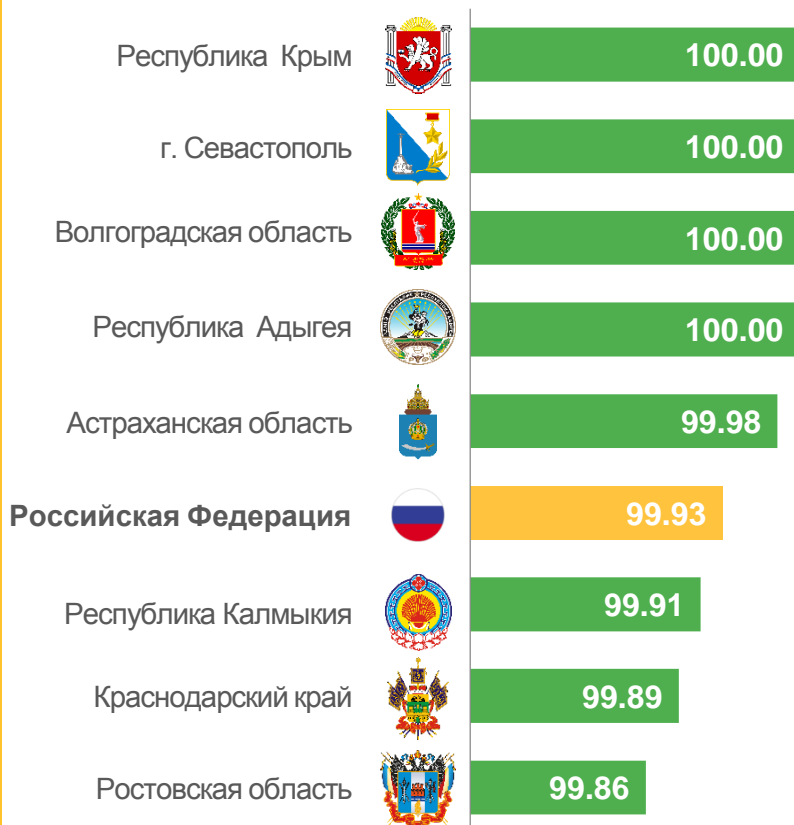 Республика Крым 100.00
г. Севастополь 100.00
Волгоградская область 100.00
Республика Адыгея 100.00
Астраханская область 99.98
Российская Федерация 99.93
Республика Калмыкия 99.91
Краснодарский край 99.89
Ростовская область 99.86